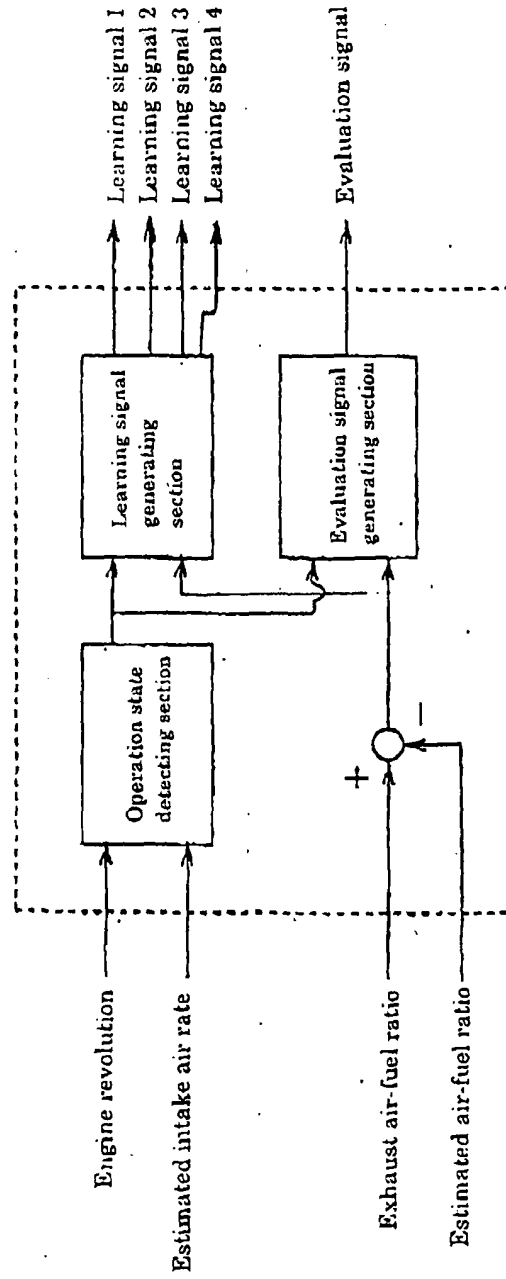 Engine revolution
Estimated intake air rate
Exhaust air-fuel ratio
Estimated air-fuel ratio
Operation state
detecting section
+
−
Learning signal
generating
section
Evaluation signal
generating section
Learning signal 1
Learning signal 2
Learning signal 3
Learning signal 4
Evaluation signal